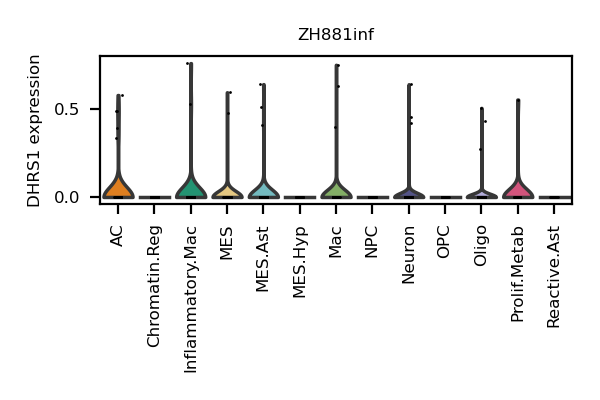 ZH881inf
DHRS1 expression
0.5
0.0
AC
Chromatin.Reg
Inflammatory.Mac
MES
MES.Ast
MES.Hyp
Mac
NPC
Neuron
OPC
Oligo
Prolif.Metab
Reactive.Ast